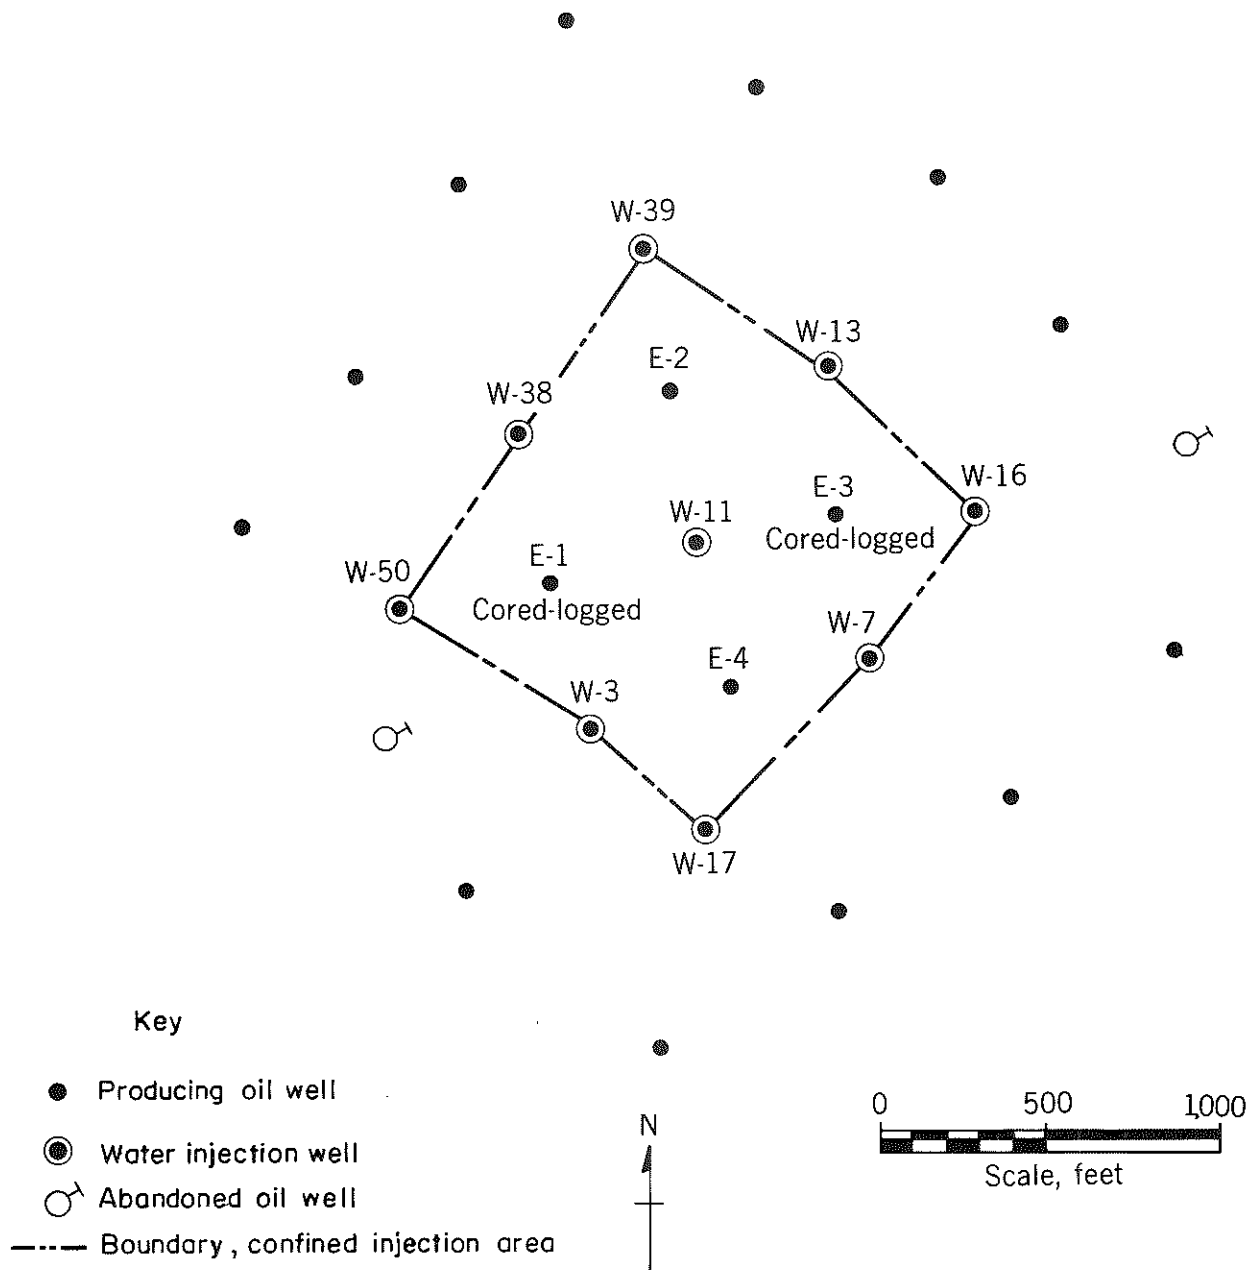 W-39
W-13
E-2
W-38
W-16
E-3
W-11
Cored-logged
E-1
W-50
Cored-logged
W-7
E-4
W-3
W-17
Key
Producing oil well
Water injection well
Abandoned oil well
Boundary, confined injection area
N
0 500 1,000
Scale, feet